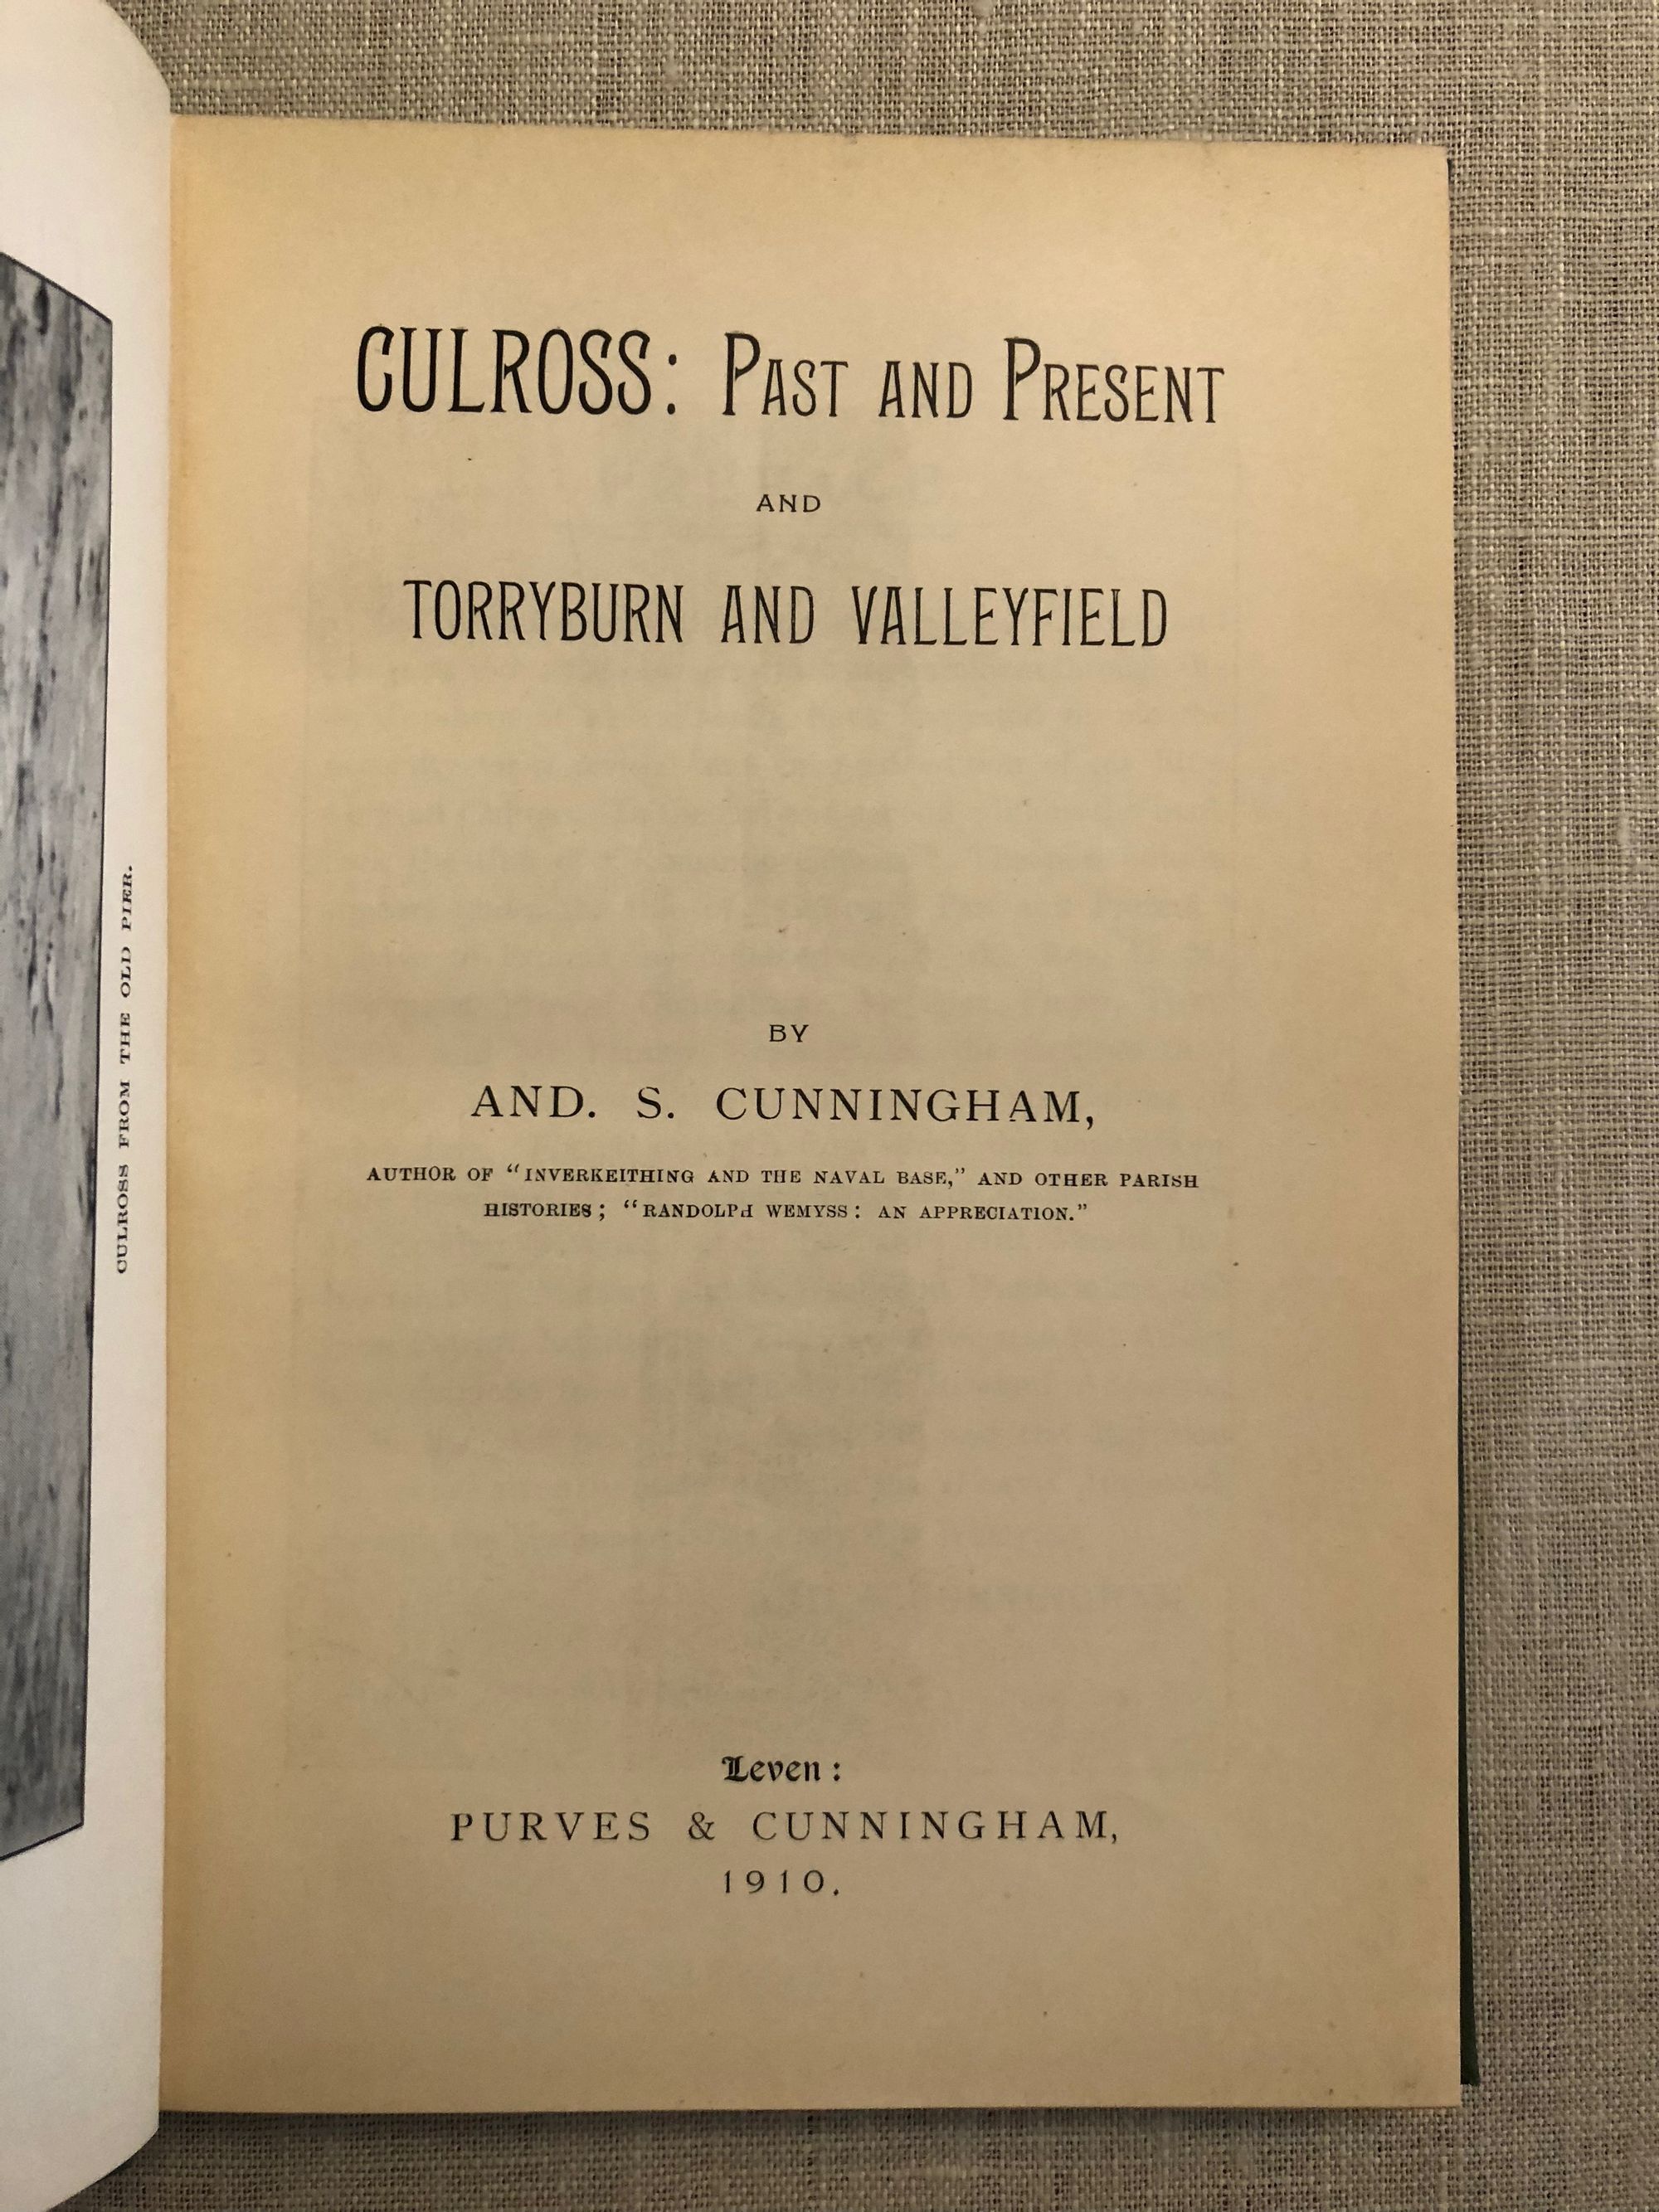 CULROSS FROM THE OLD PIER.
CULROSS: PAST AND PRESENT
AND
TORRYBURN AND VALLEYFIELD
BY
AND. S. CUNNINGHAM,
AUTHOR OF "INVERKEITHING AND THE NAVAL BASE," AND OTHER PARISH
HISTORIES; "RANDOLPH WEMYSS: AN APPRECIATION."
Leven:
PURVES & CUNNINGHAM,
1910.